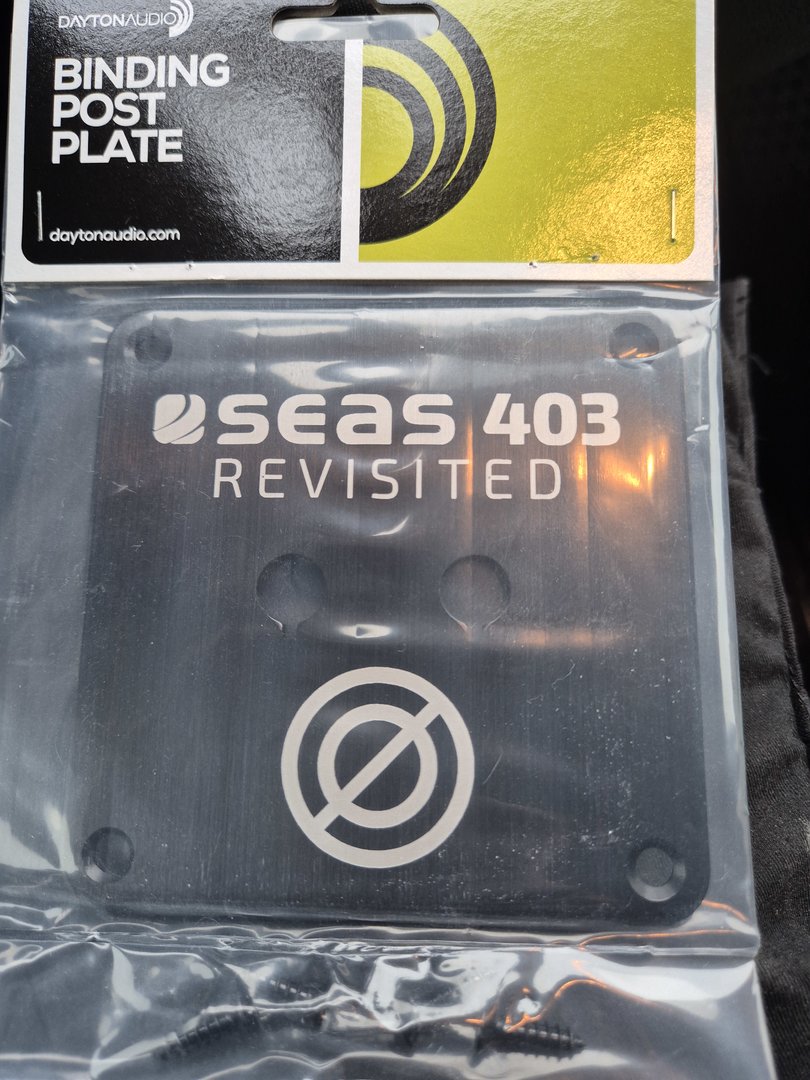 DAYTONAUDIO
BINDING
POST
PLATE
daytonaudio.com
seas 403
REVISITED